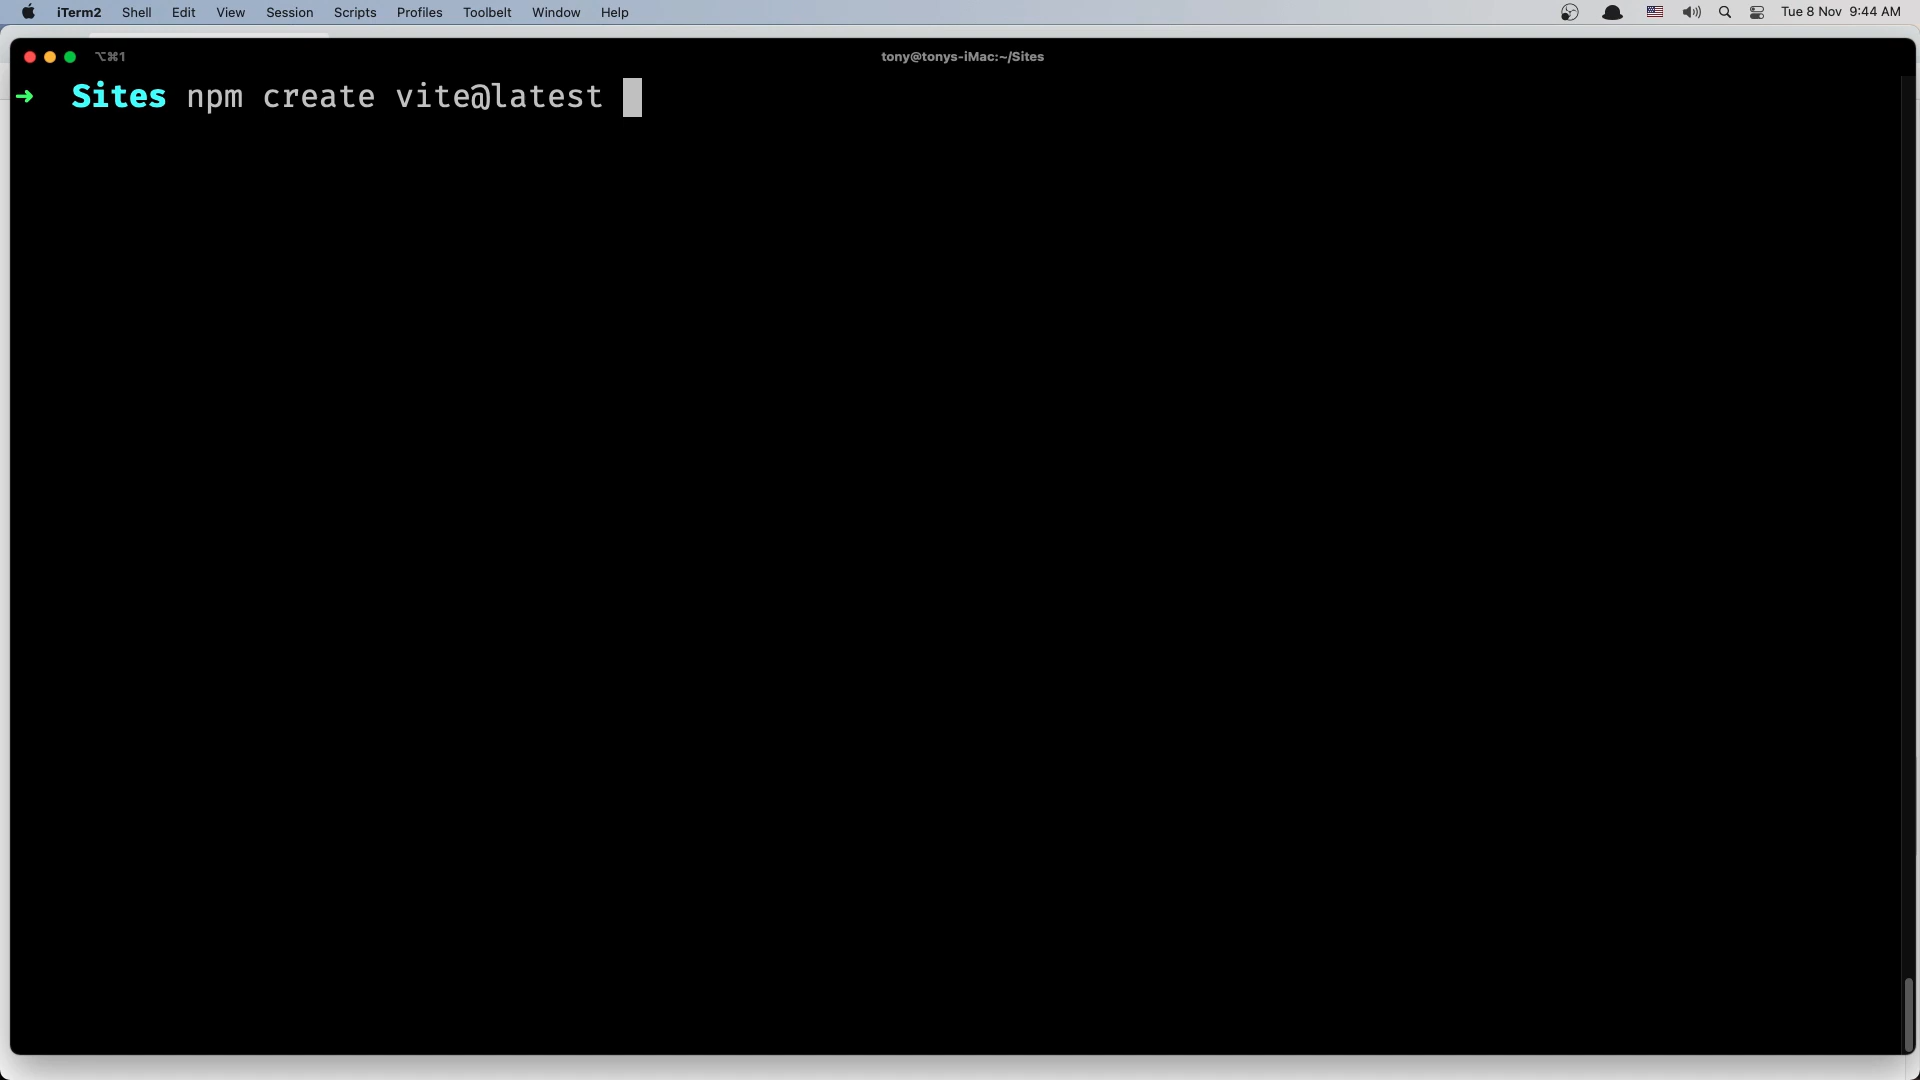 iTerm2 Shell Edit View Session Scripts Profiles Toolbelt Window Help Tue 8 Nov 9:44 AM
⌥⌘1 tony@tonys-iMac:~/Sites
➜ Sites npm create vite@latest